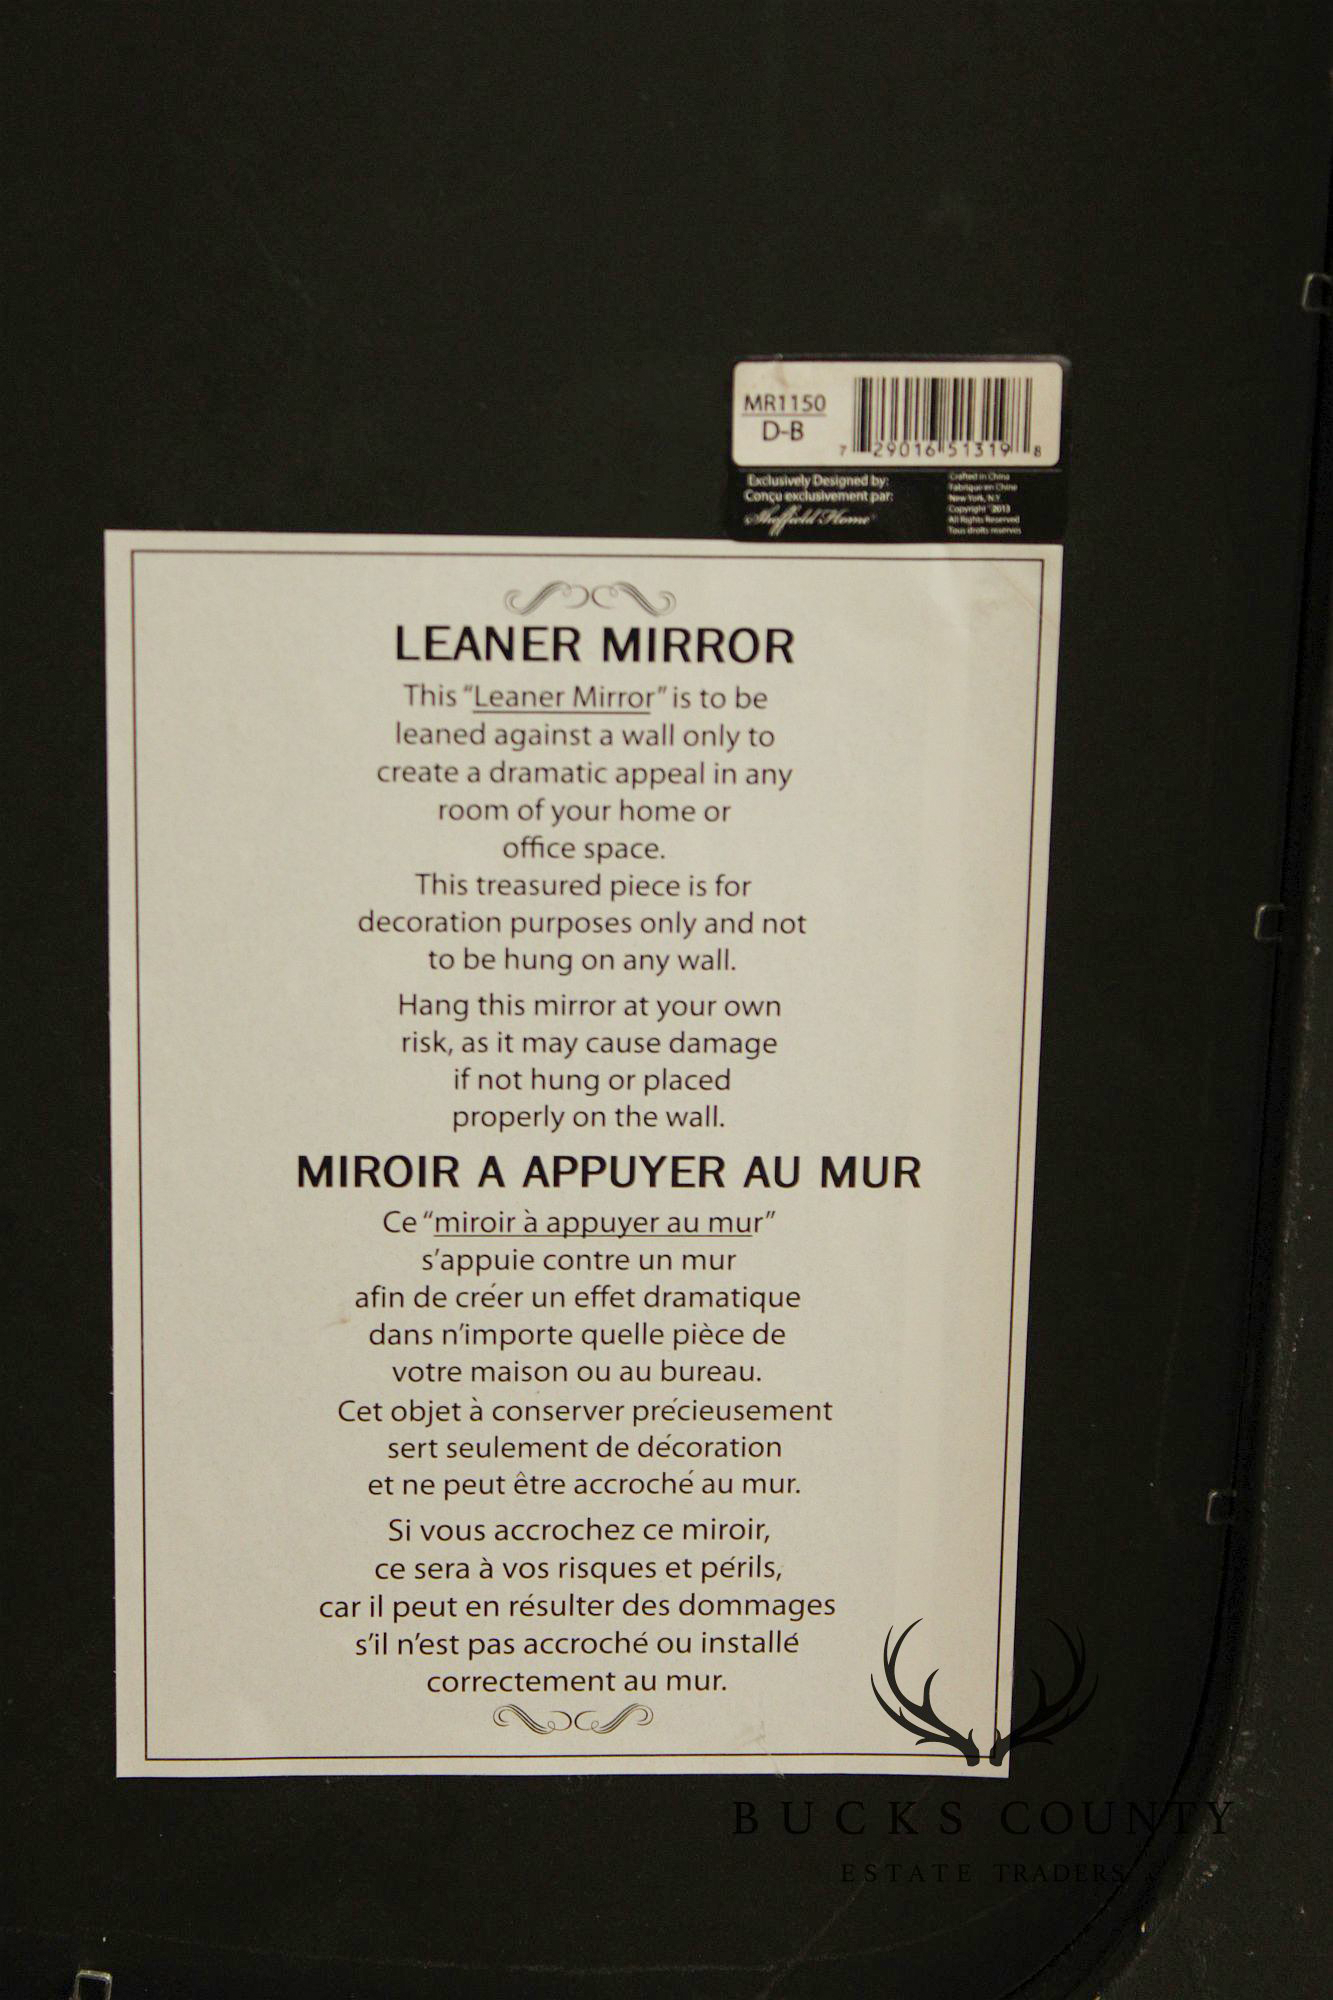 MR1150
D-B
7 29016 51319 8
Exclusively Designed by:
Conçu exclusivement par:
Sheffield Home
Crafted in China
Fabriqué en Chine
New York, N.Y.
Copyright 2013
All Rights Reserved
Tous droits réservés
LEANER MIRROR
This “Leaner Mirror” is to be
leaned against a wall only to
create a dramatic appeal in any
room of your home or
office space.
This treasured piece is for
decoration purposes only and not
to be hung on any wall.
Hang this mirror at your own
risk, as it may cause damage
if not hung or placed
properly on the wall.
MIROIR A APPUYER AU MUR
Ce “miroir à appuyer au mur”
s’appuie contre un mur
afin de créer un effet dramatique
dans n’importe quelle pièce de
votre maison ou au bureau.
Cet objet à conserver précieusement
sert seulement de décoration
et ne peut être accroché au mur.
Si vous accrochez ce miroir,
ce sera à vos risques et périls,
car il peut en résulter des dommages
s’il n’est pas accroché ou installé
correctement au mur.
BUCKS COUNTY
ESTATE TRADERS